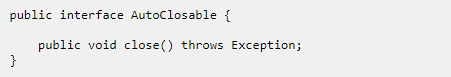 public interface AutoClosable {
public void close() throws Exception;
}